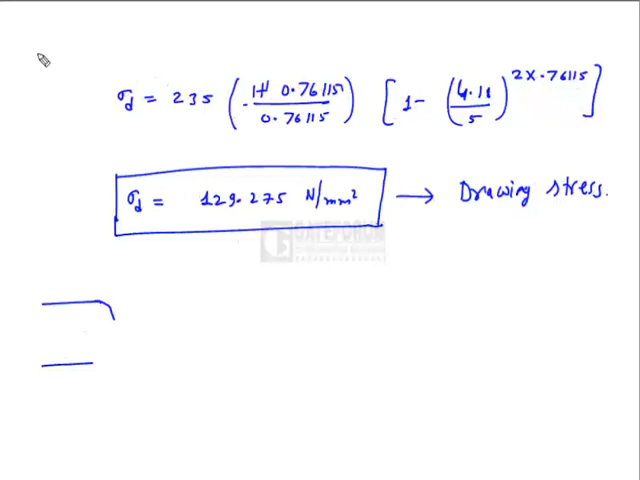 σd = 235 (1+0.76115 / 0.76115) [1 - (4.11 / 5)^2×.76115]
σd = 129.275 N/mm² → Drawing stress.
GATEFORUM